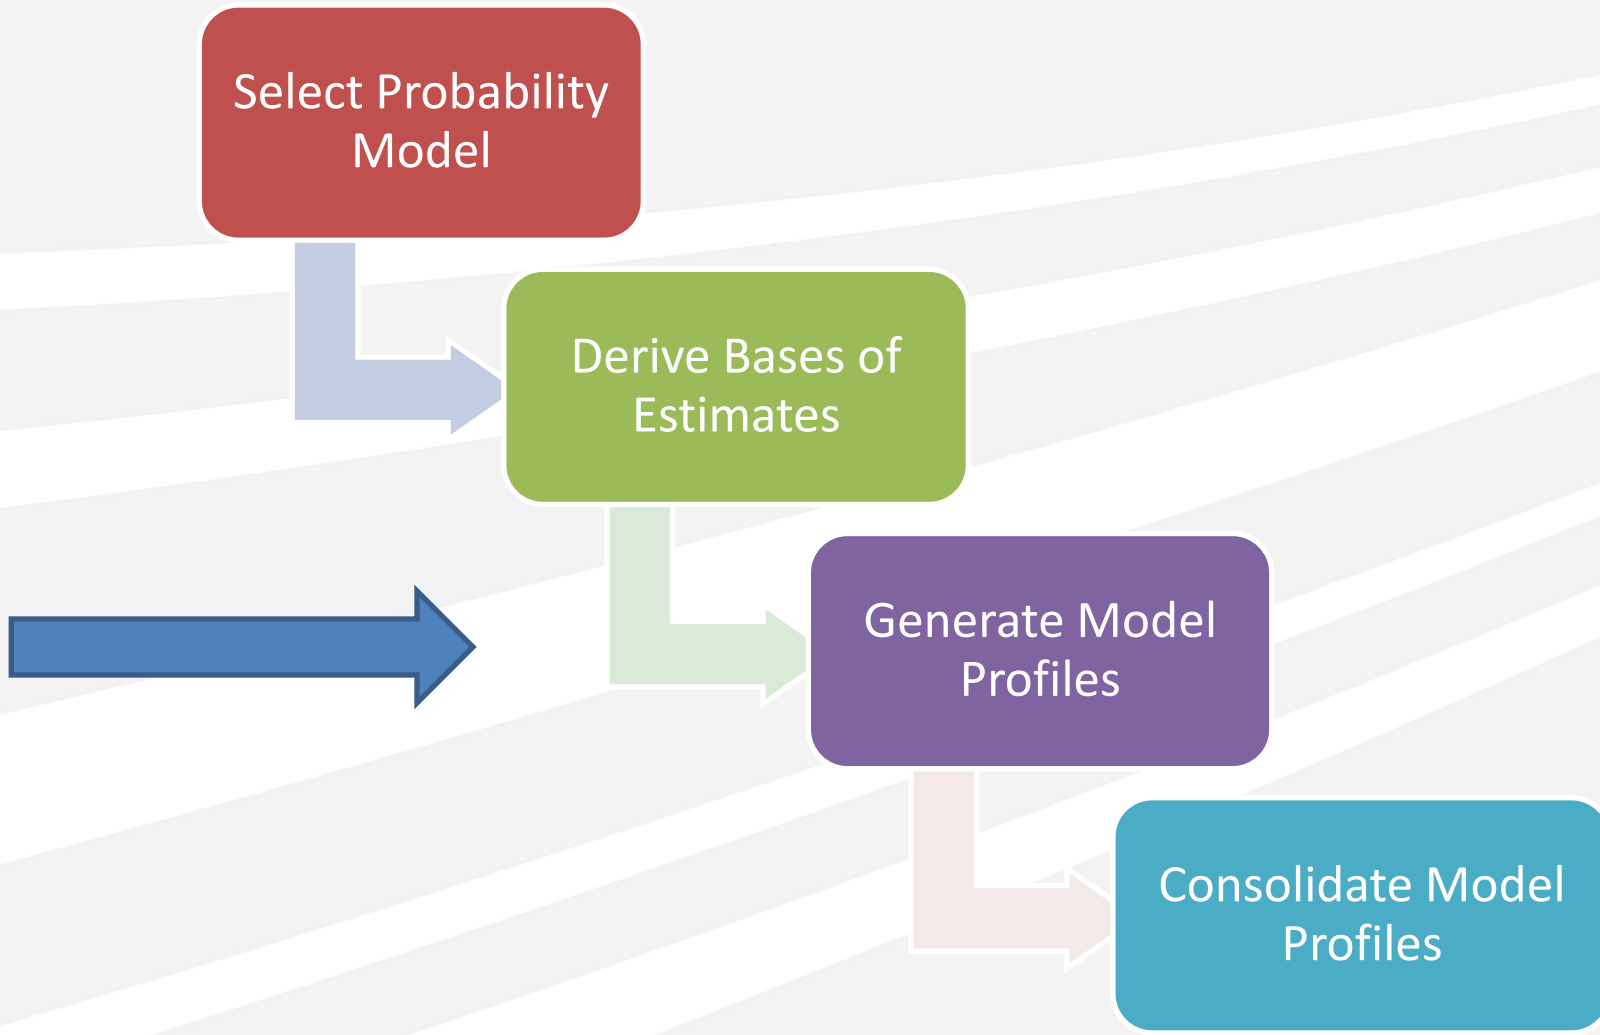 Select Probability
Model
Derive Bases of
Estimates
Generate Model
Profiles
Consolidate Model
Profiles